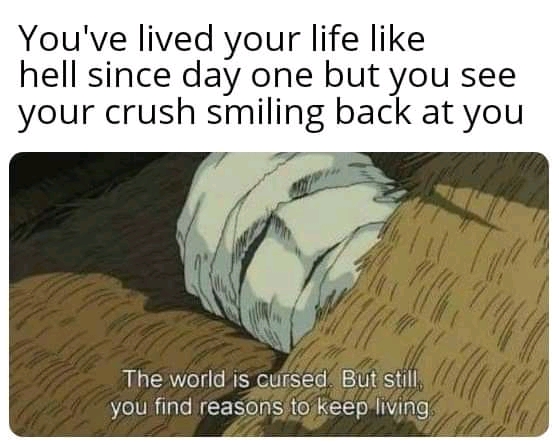 You've lived your life like
hell since day one but you see
your crush smiling back at you
The world is cursed. But still,
you find reasons to keep living.